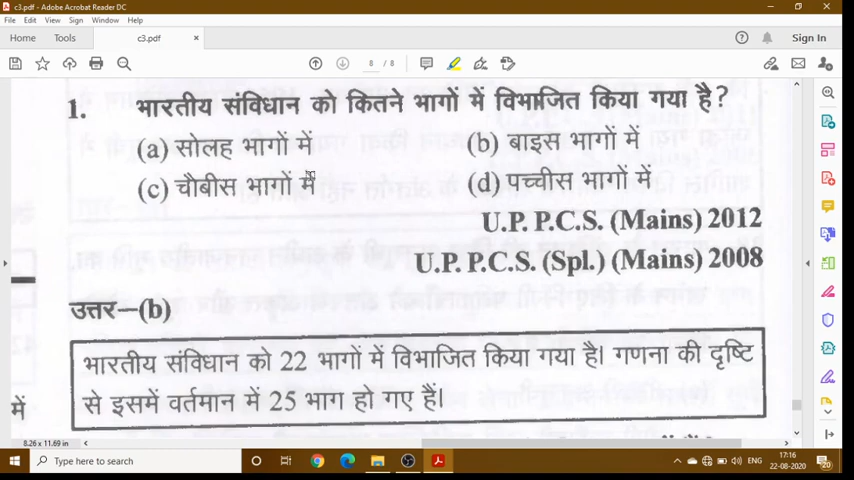 c3.pdf - Adobe Acrobat Reader DC
File Edit View Sign Window Help
Home Tools c3.pdf × Sign In
8 / 8
1. भारतीय संविधान को कितने भागों में विभाजित किया गया है?
(a) सोलह भागों में (b) बाइस भागों में
(c) चौबीस भागों में (d) पच्चीस भागों में
U.P. P.C.S. (Mains) 2012
U.P. P.C.S. (Spl.) (Mains) 2008
उत्तर—(b)
भारतीय संविधान को 22 भागों में विभाजित किया गया है। गणना की दृष्टि
से इसमें वर्तमान में 25 भाग हो गए हैं।
में
8.26 x 11.69 in
Type here to search
ENG 17:16
22-08-2020
20